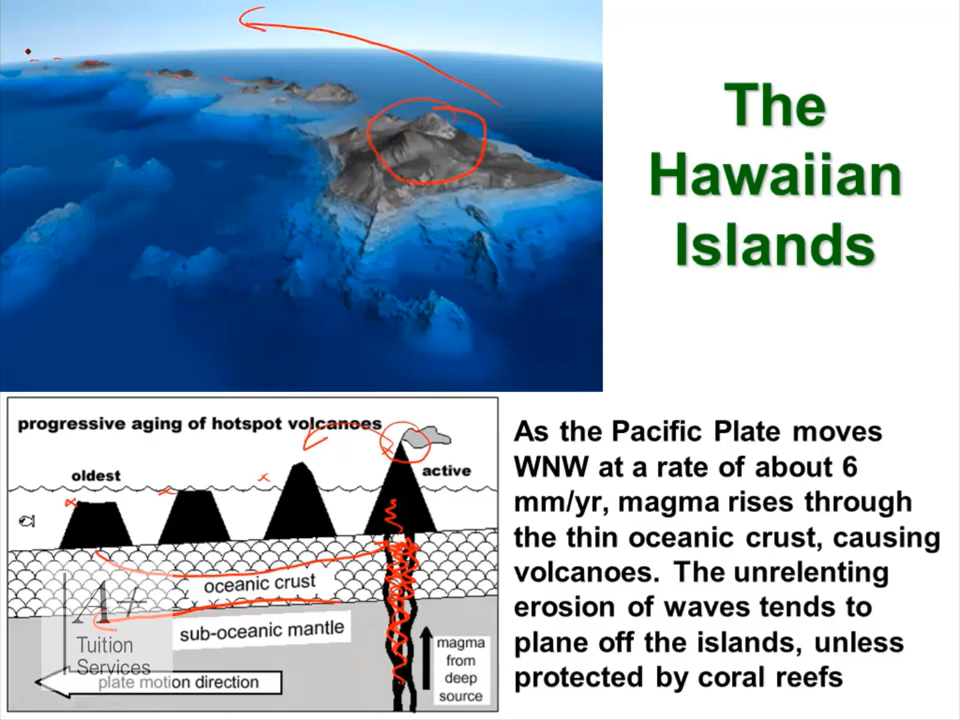 The
Hawaiian
Islands
progressive aging of hotspot volcanoes
oldest
active
oceanic crust
sub-oceanic mantle
magma
from
deep
source
plate motion direction
A+
Tuition
Services
As the Pacific Plate moves
WNW at a rate of about 6
mm/yr, magma rises through
the thin oceanic crust, causing
volcanoes. The unrelenting
erosion of waves tends to
plane off the islands, unless
protected by coral reefs